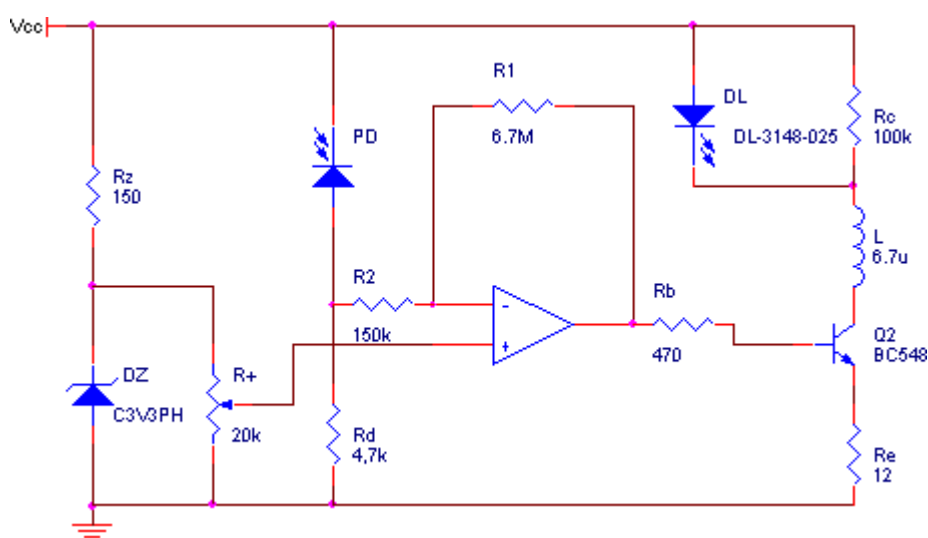 Vcc
R1
6.7M
DL
DL-3148-025
Rc
100k
PD
Rz
150
L
6.7u
R2
150k
-
+
Rb
470
Q2
BC548
DZ
C3V3PH
R+
20k
Rd
4,7k
Re
12